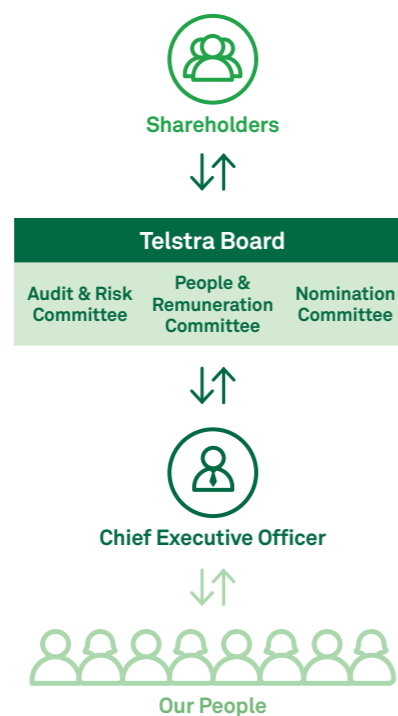 Shareholders
Telstra Board
Audit & Risk
Committee
People &
Remuneration
Committee
Nomination
Committee
Chief Executive Officer
Our People